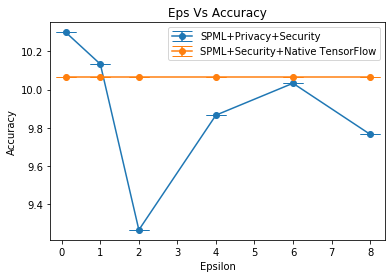 Eps Vs Accuracy
SPML+Privacy+Security
SPML+Security+Native TensorFlow
Accuracy
10.2
10.0
9.8
9.6
9.4
0 1 2 3 4 5 6 7 8
Epsilon